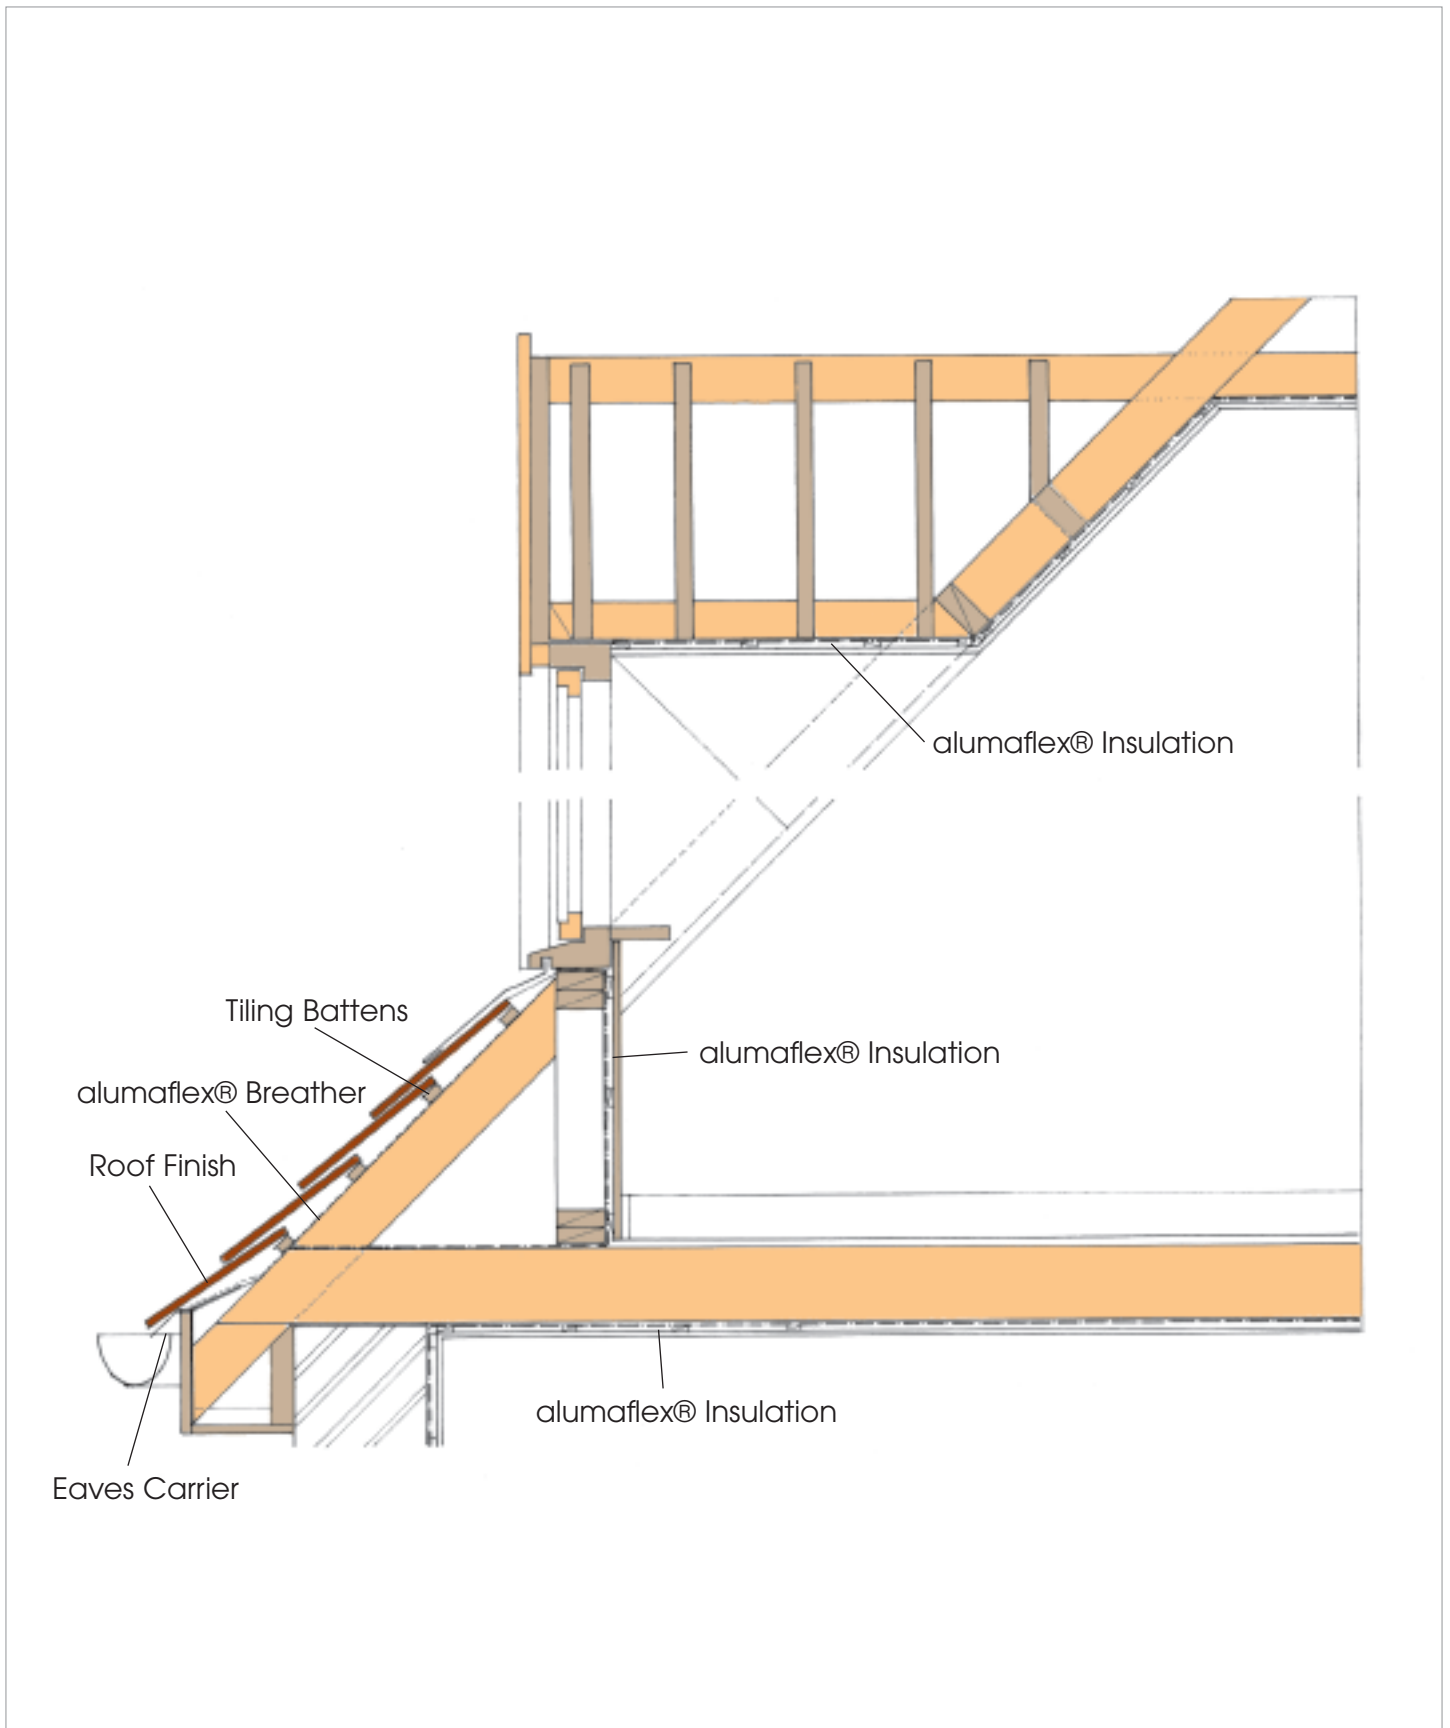 alumaflex® Insulation
Tiling Battens
alumaflex® Insulation
alumaflex® Breather
Roof Finish
alumaflex® Insulation
Eaves Carrier